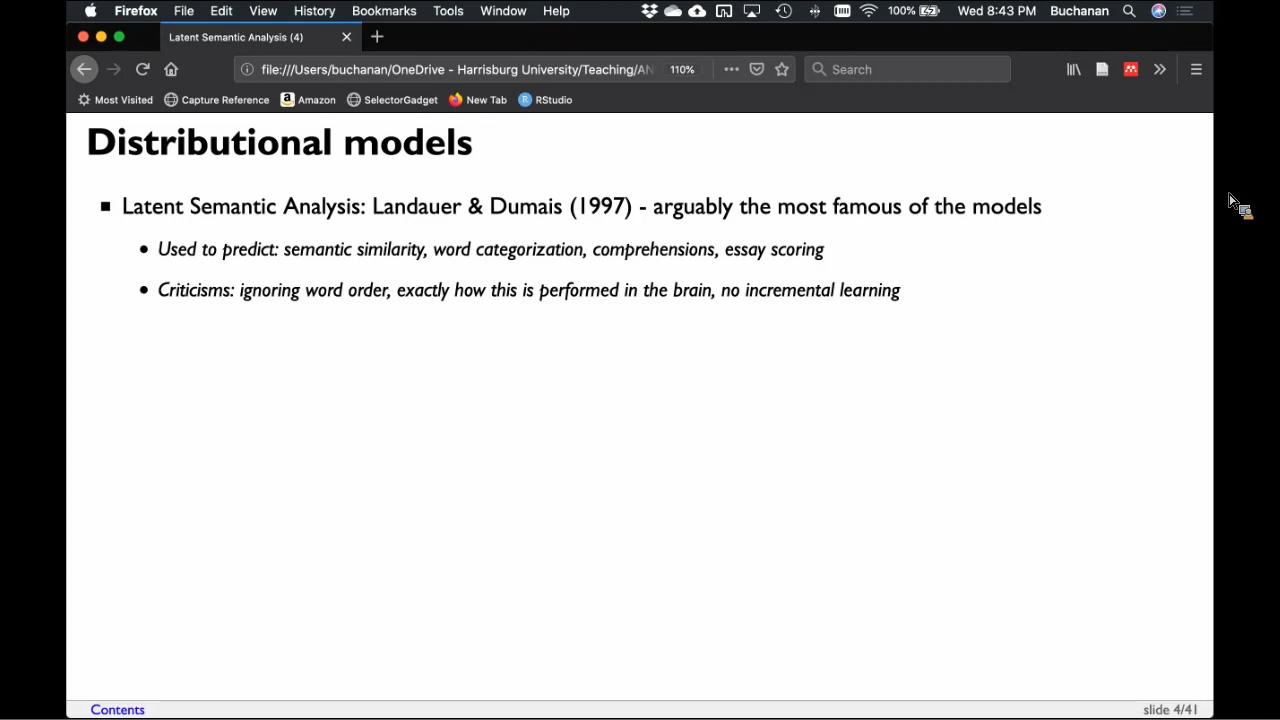 Firefox File Edit View History Bookmarks Tools Window Help 100% Wed 8:43 PM Buchanan
Latent Semantic Analysis (4)
file:///Users/buchanan/OneDrive - Harrisburg University/Teaching/AN 110% Search
Most Visited Capture Reference Amazon SelectorGadget New Tab RStudio
Distributional models
Latent Semantic Analysis: Landauer & Dumais (1997) - arguably the most famous of the models
Used to predict: semantic similarity, word categorization, comprehensions, essay scoring
Criticisms: ignoring word order, exactly how this is performed in the brain, no incremental learning
Contents slide 4/41